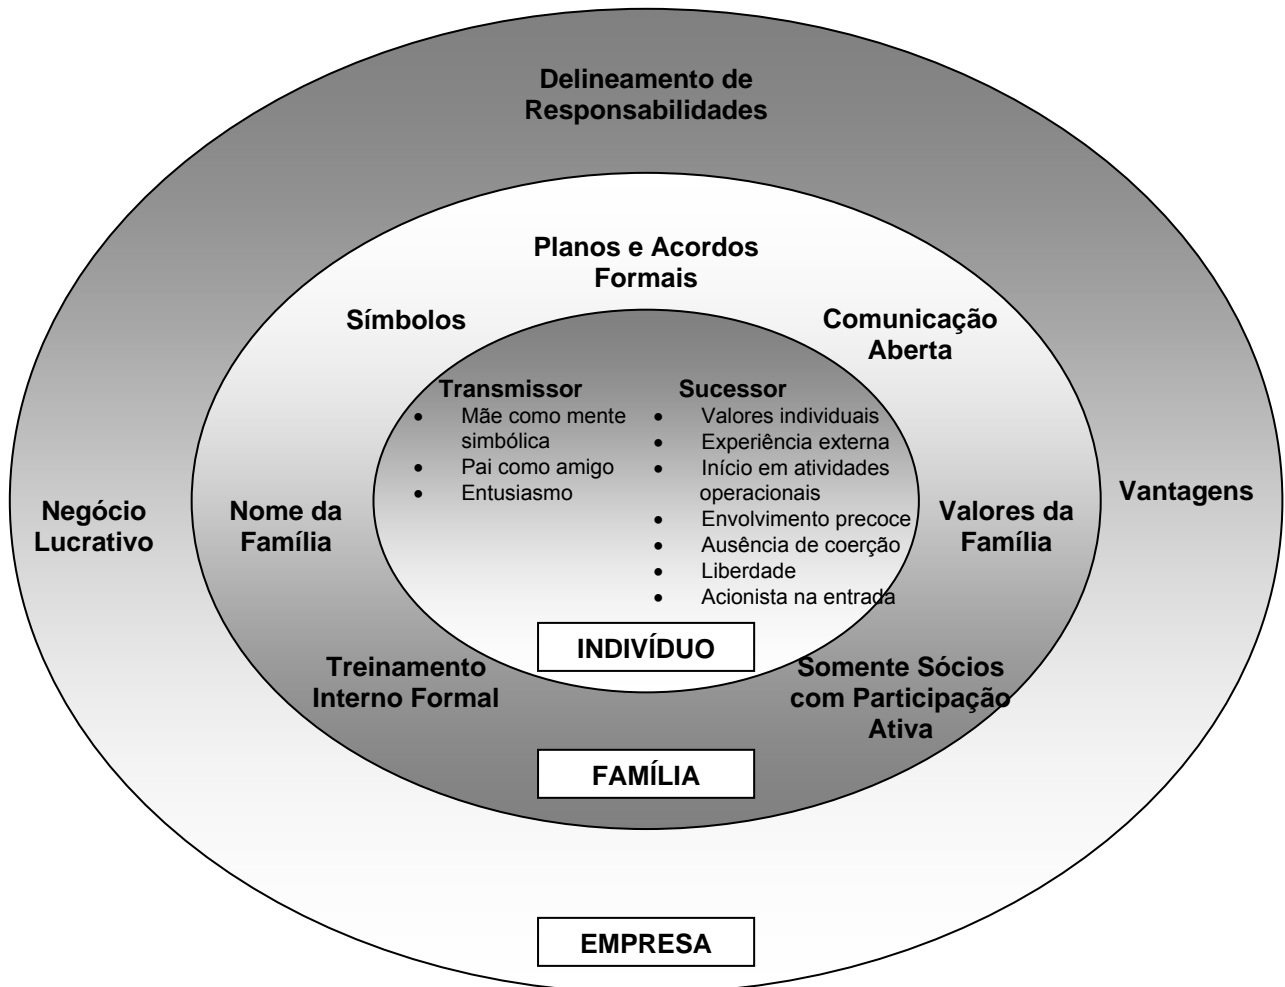 Delineamento de
Responsabilidades
Planos e Acordos
Formais
Símbolos
Comunicação
Aberta
Transmissor
• Mãe como mente
simbólica
• Pai como amigo
• Entusiasmo
Sucessor
• Valores individuais
• Experiência externa
• Início em atividades
operacionais
• Envolvimento precoce
• Ausência de coerção
• Liberdade
• Acionista na entrada
Negócio
Lucrativo
Nome da
Família
Valores da
Família
Vantagens
INDIVÍDUO
Treinamento
Interno Formal
Somente Sócios
com Participação
Ativa
FAMÍLIA
EMPRESA